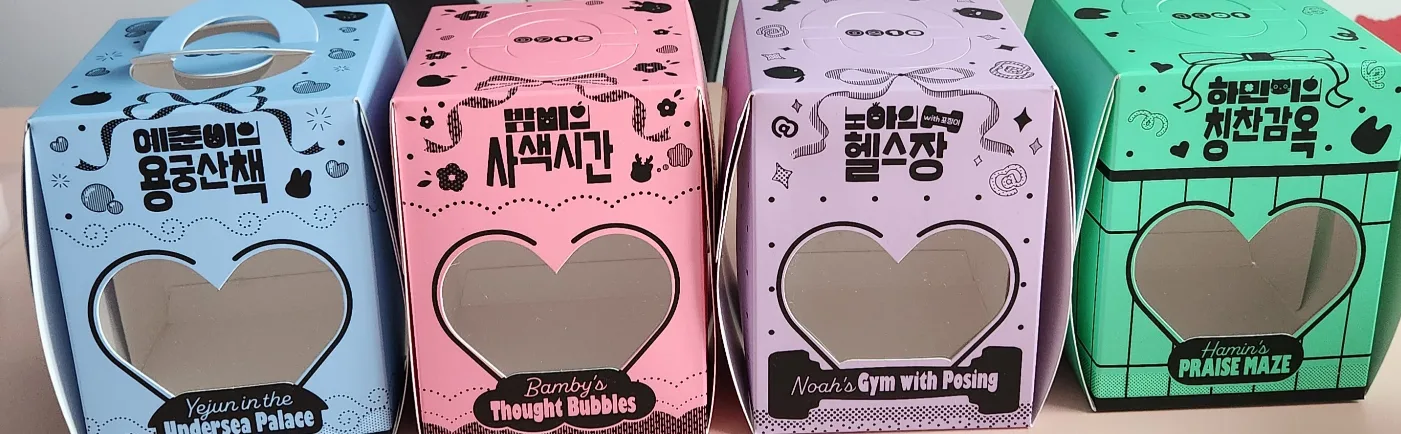 예준이의
용궁산책
Yejun in the
Undersea Palace
밤비의
사색시간
Bamby's
Thought Bubbles
노아의
with 포짱이
헬스장
Noah's Gym with Posing
하민이의
칭찬감옥
Hamin's
PRAISE MAZE